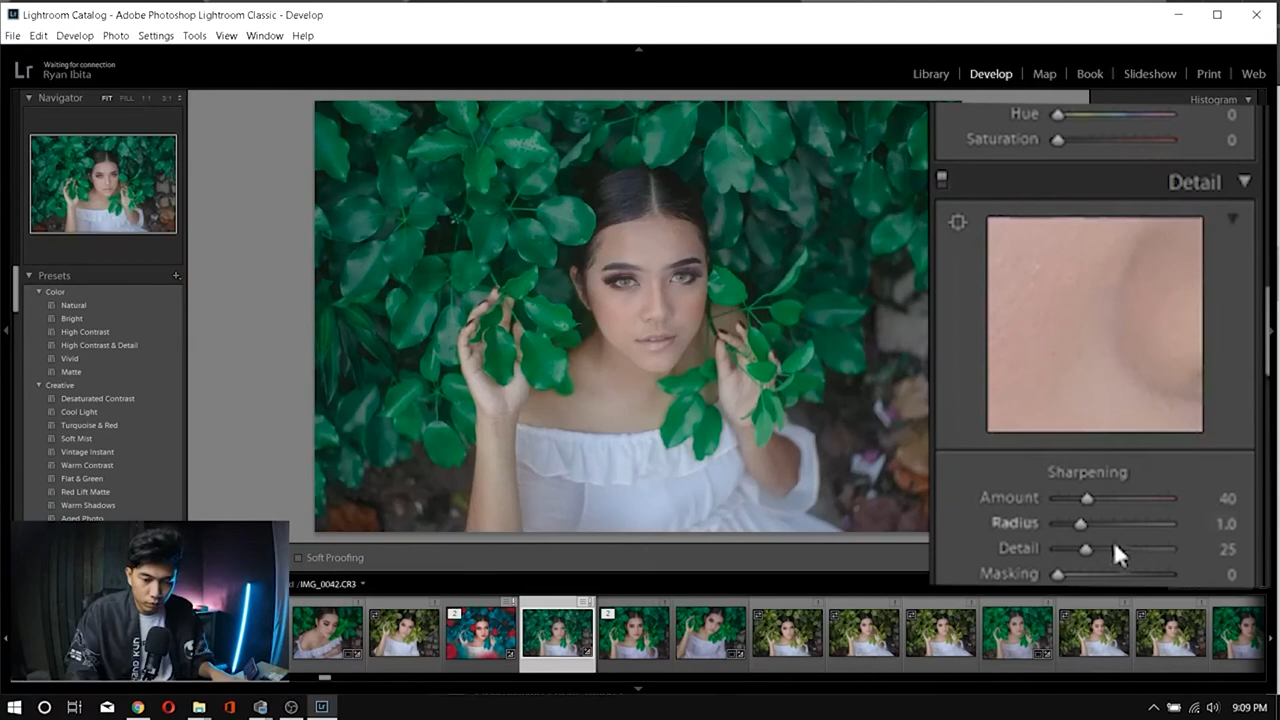 Lightroom Catalog - Adobe Photoshop Lightroom Classic - Develop
File Edit Develop Photo Settings Tools View Window Help
Lr Waiting for connection
Ryan Ibita
Library | Develop | Map | Book | Slideshow | Print | Web
Navigator FIT FILL 1:1 3:1
Histogram
Hue 0
Saturation 0
Detail
Presets +
Color
Natural
Bright
High Contrast
High Contrast & Detail
Vivid
Matte
Creative
Desaturated Contrast
Cool Light
Turquoise & Red
Soft Mist
Vintage Instant
Warm Contrast
Flat & Green
Red Lift Matte
Warm Shadows
Aged Photo
Sharpening
Amount 40
Radius 1.0
Detail 25
Masking 0
Soft Proofing
/IMG_0042.CR3
2
2
9:09 PM